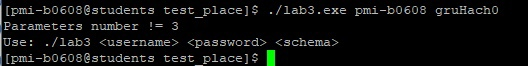 [pmi-b0608@students test_place]$ ./lab3.exe pmi-b0608 gruHach0
Parameters number != 3
Use: ./lab3 <username> <password> <schema>
[pmi-b0608@students test_place]$